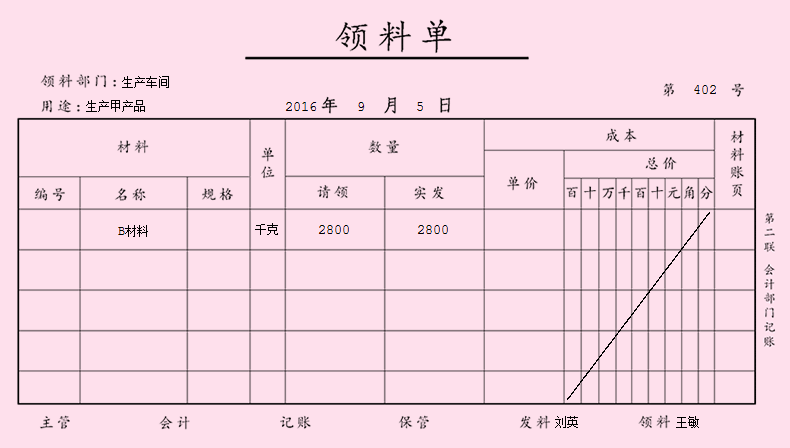 领料单
领料部门：生产车间
第 402 号
用途：生产甲产品 2016年 9 月 5 日
材料 单位 数量 成本 材料账页
单价 总价
编号 名称 规格 请领 实发 百十万千百十元角分
B材料 千克 2800 2800
第二联 会计部门记账
主管 会计 记账 保管 发料 刘英 领料 王敏